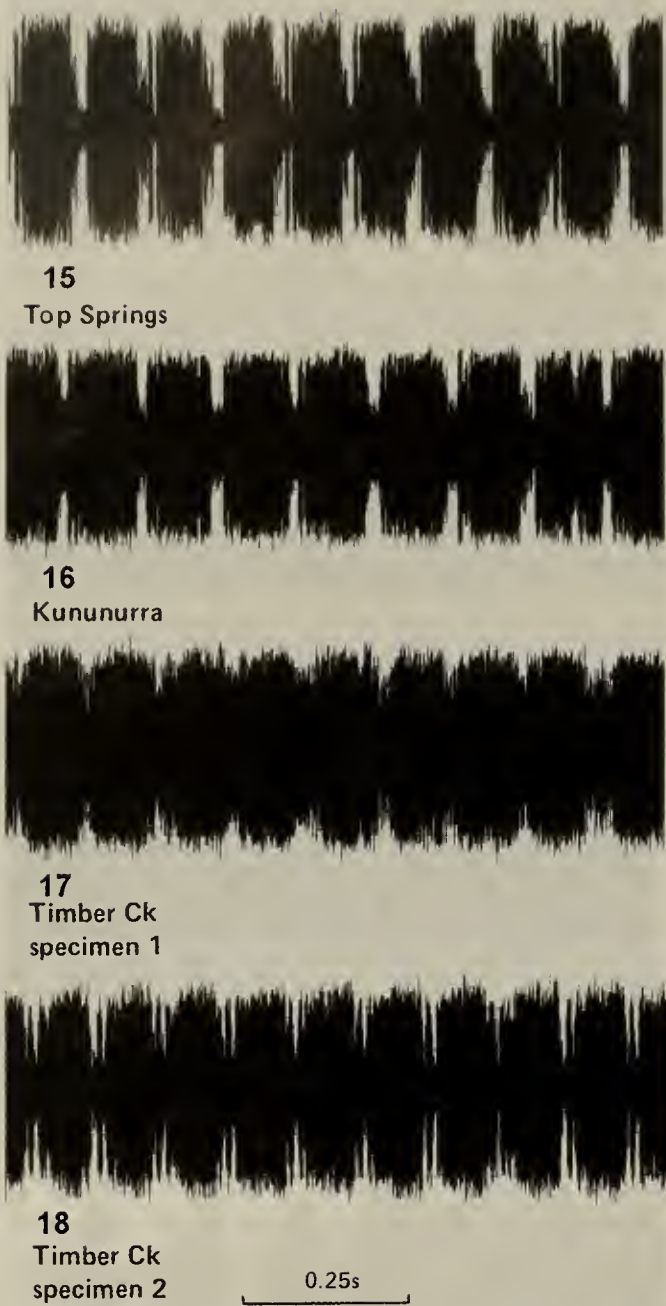 15
Top Springs
16
Kununurra
17
Timber Ck
specimen 1
18
Timber Ck
specimen 2
0.25s